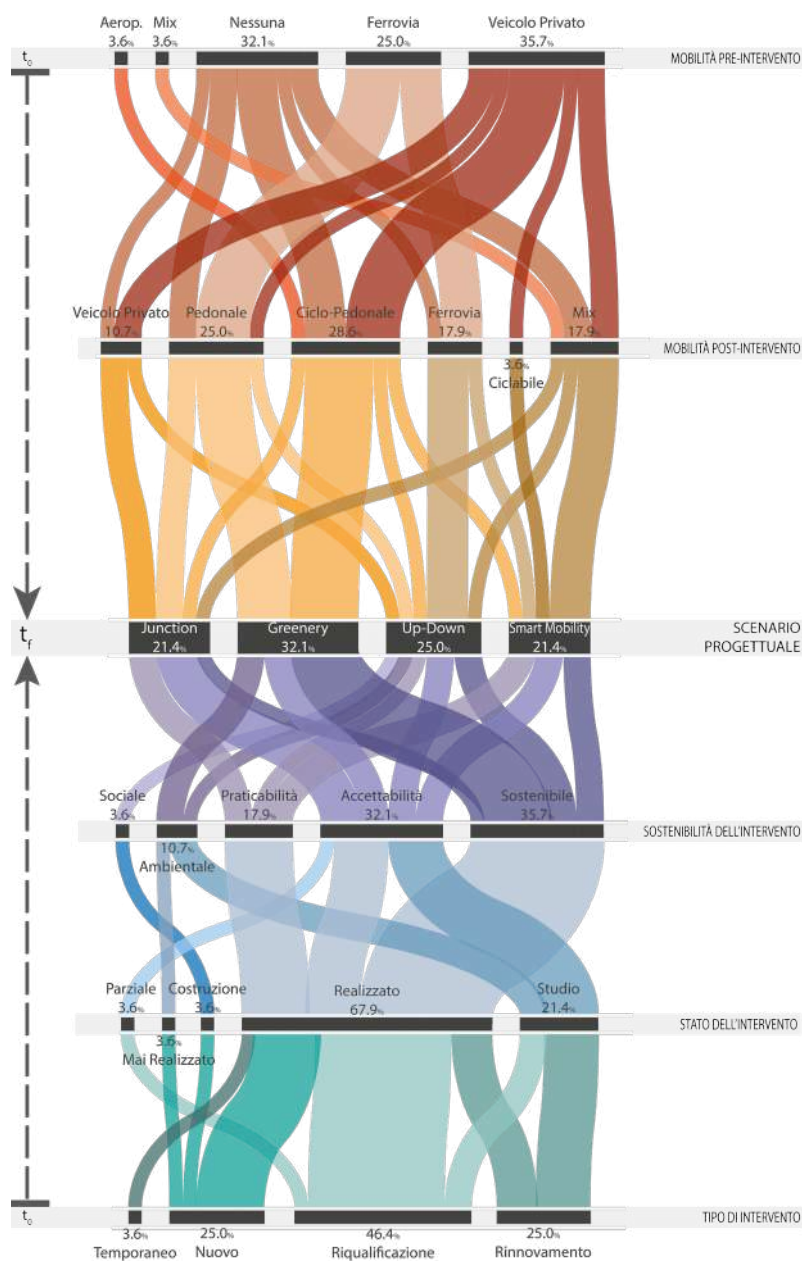 Aerop. Mix Nessuna Ferrovia Veicolo Privato
3.6% 3.6% 32.1% 25.0% 35.7%
t0 MOBILITÀ PRE-INTERVENTO
Veicolo Privato Pedonale Ciclo-Pedonale Ferrovia Mix
10.7% 25.0% 28.6% 17.9% 17.9%
MOBILITÀ POST-INTERVENTO
3.6%
Ciclabile
Junction Greenery Up-Down Smart Mobility SCENARIO
tf 21.4% 32.1% 25.0% 21.4% PROGETTUALE
Sociale Praticabilità Accettabilità Sostenibile
3.6% 17.9% 32.1% 35.7%
SOSTENIBILITÀ DELL'INTERVENTO
10.7%
Ambientale
Parziale Costruzione Realizzato Studio
3.6% 3.6% 67.9% 21.4%
STATO DELL'INTERVENTO
3.6%
Mai Realizzato
t0 TIPO DI INTERVENTO
3.6% 25.0% 46.4% 25.0%
Temporaneo Nuovo Riqualificazione Rinnovamento